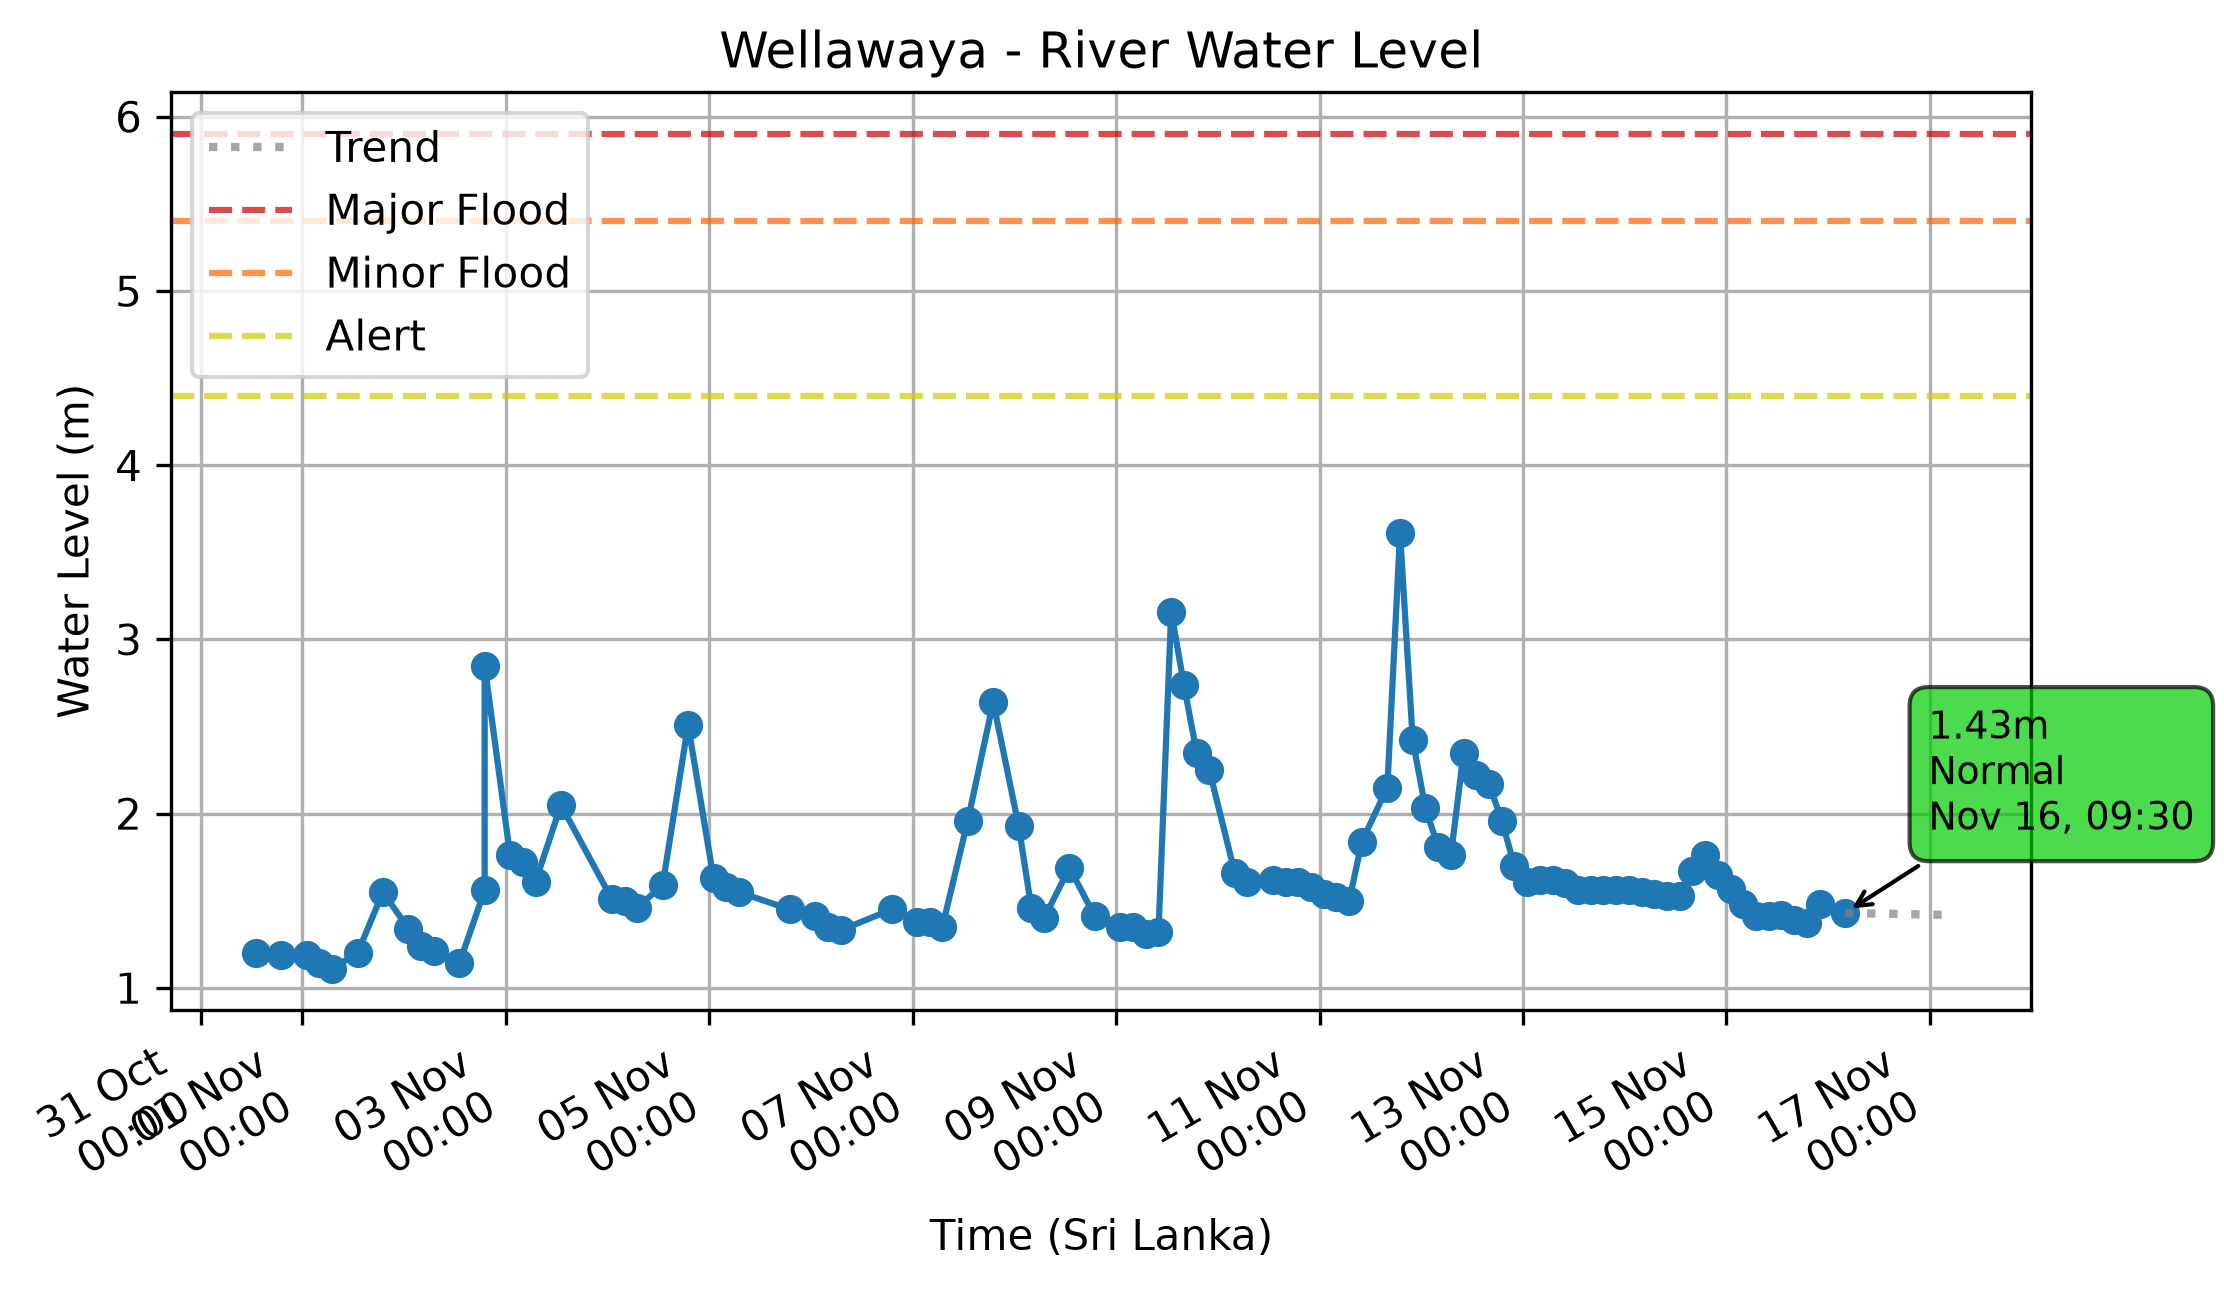 Wellawaya - River Water Level
6
5
4
3
2
1
Water Level (m)
Trend
Major Flood
Minor Flood
Alert
1.43m
Normal
Nov 16, 09:30
31 Oct
00:00
01 Nov
00:00
03 Nov
00:00
05 Nov
00:00
07 Nov
00:00
09 Nov
00:00
11 Nov
00:00
13 Nov
00:00
15 Nov
00:00
17 Nov
00:00
Time (Sri Lanka)